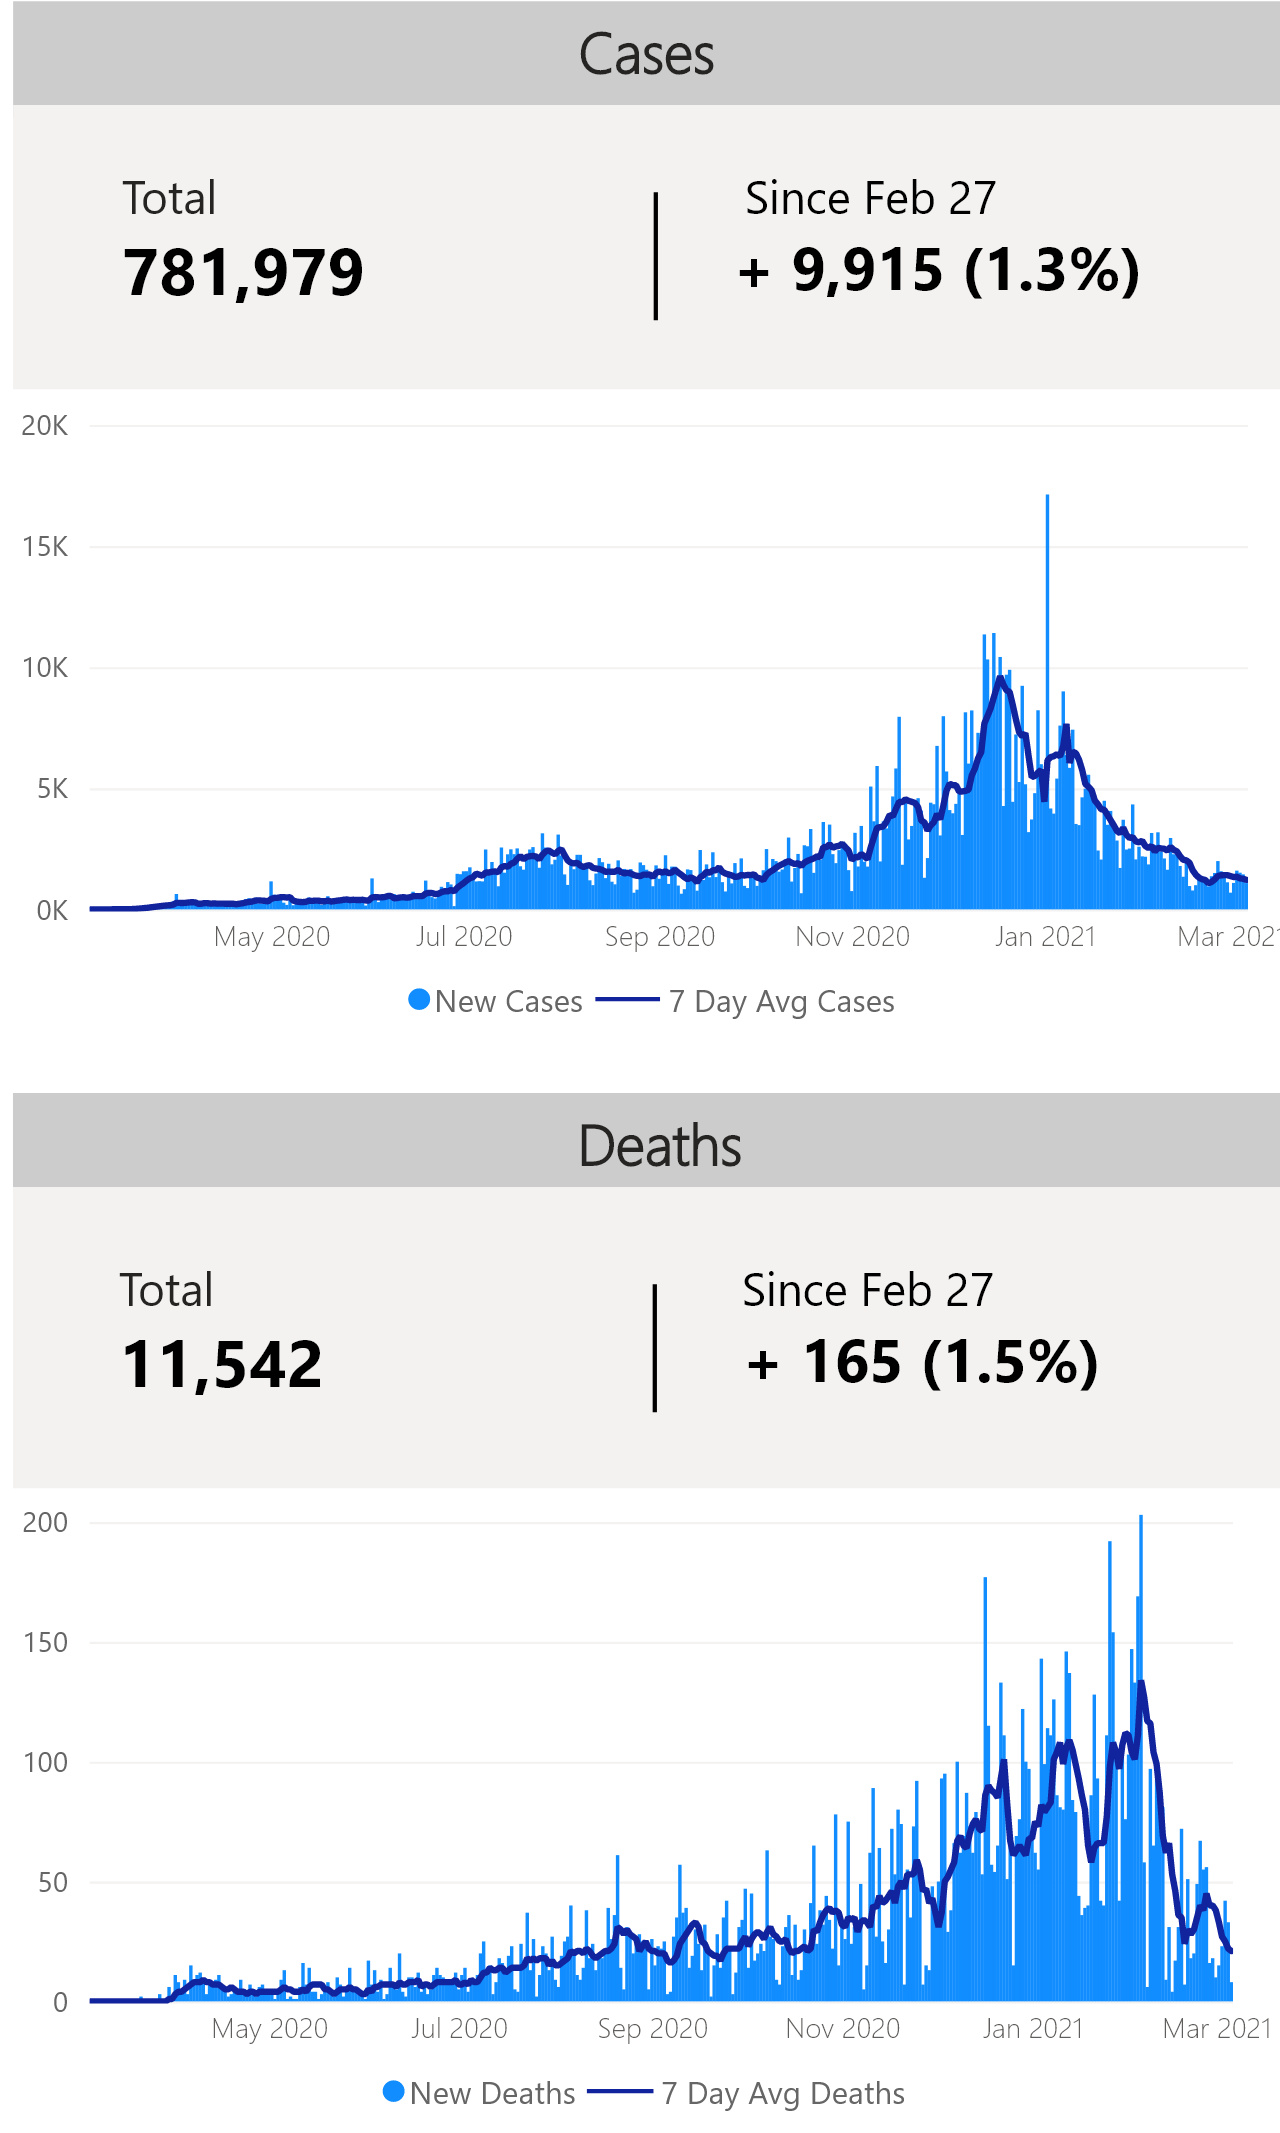 Cases
Total
Since Feb 27
781,979
+ 9,915 (1.3%)
20K
15K
10K
5K
0K
May 2020 Jul 2020 Sep 2020 Nov 2020 Jan 2021 Mar 2021
New Cases 7 Day Avg Cases
Deaths
Total
Since Feb 27
11,542
+ 165 (1.5%)
200
150
100
50
0
May 2020 Jul 2020 Sep 2020 Nov 2020 Jan 2021 Mar 2021
New Deaths 7 Day Avg Deaths